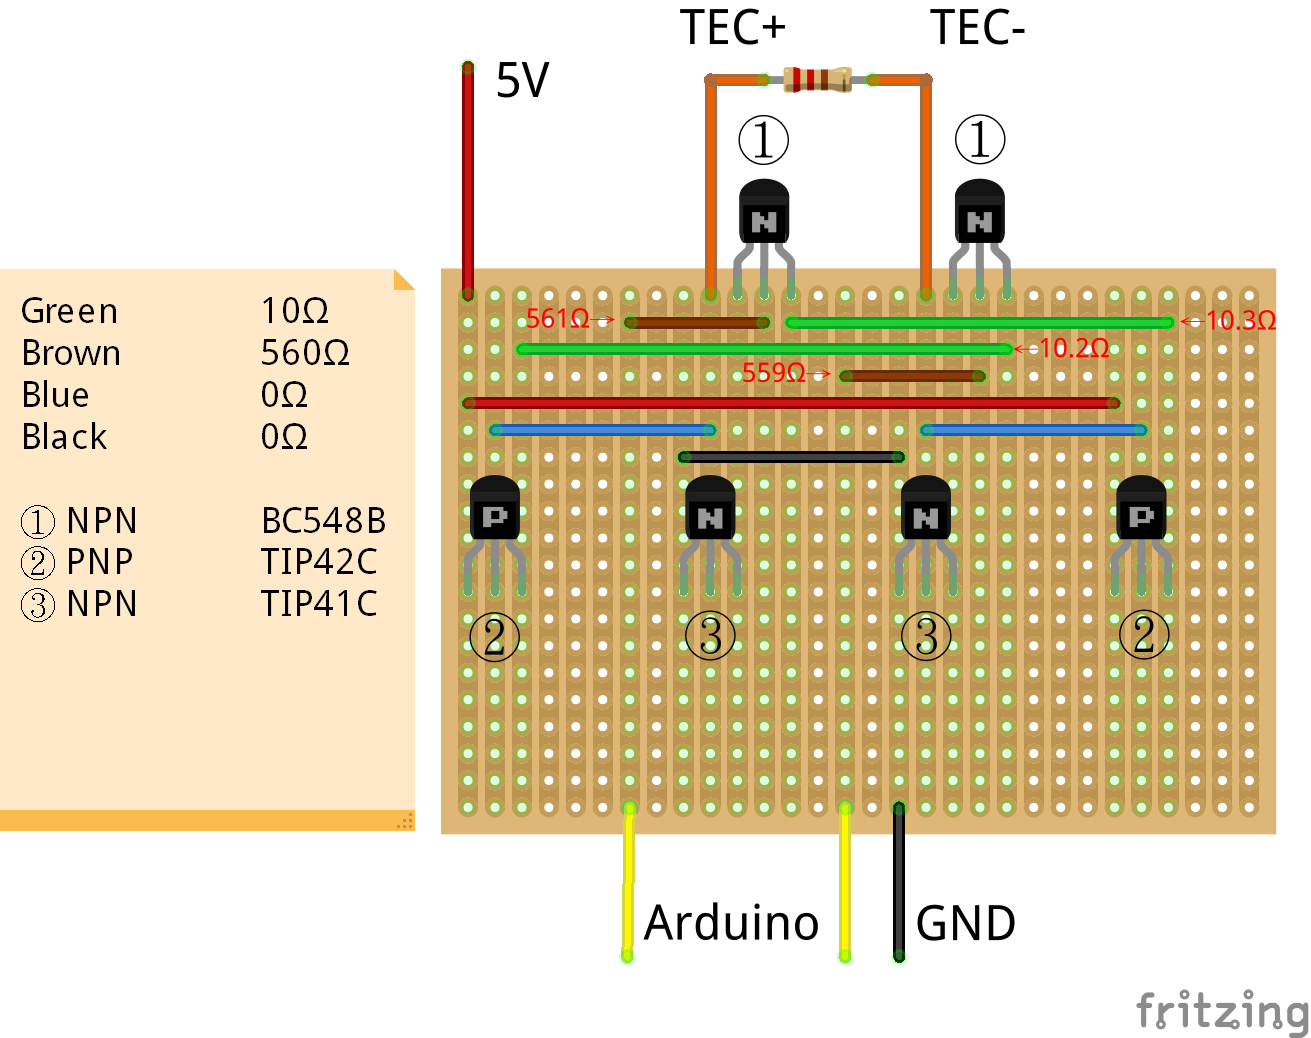 TEC+ TEC-
5V
① ①
N N
Green 10Ω
Brown 560Ω
Blue 0Ω
Black 0Ω
① NPN BC548B
② PNP TIP42C
③ NPN TIP41C
561Ω→ ←10.3Ω
←10.2Ω
559Ω→
P N N P
② ③ ③ ②
Arduino GND
fritzing